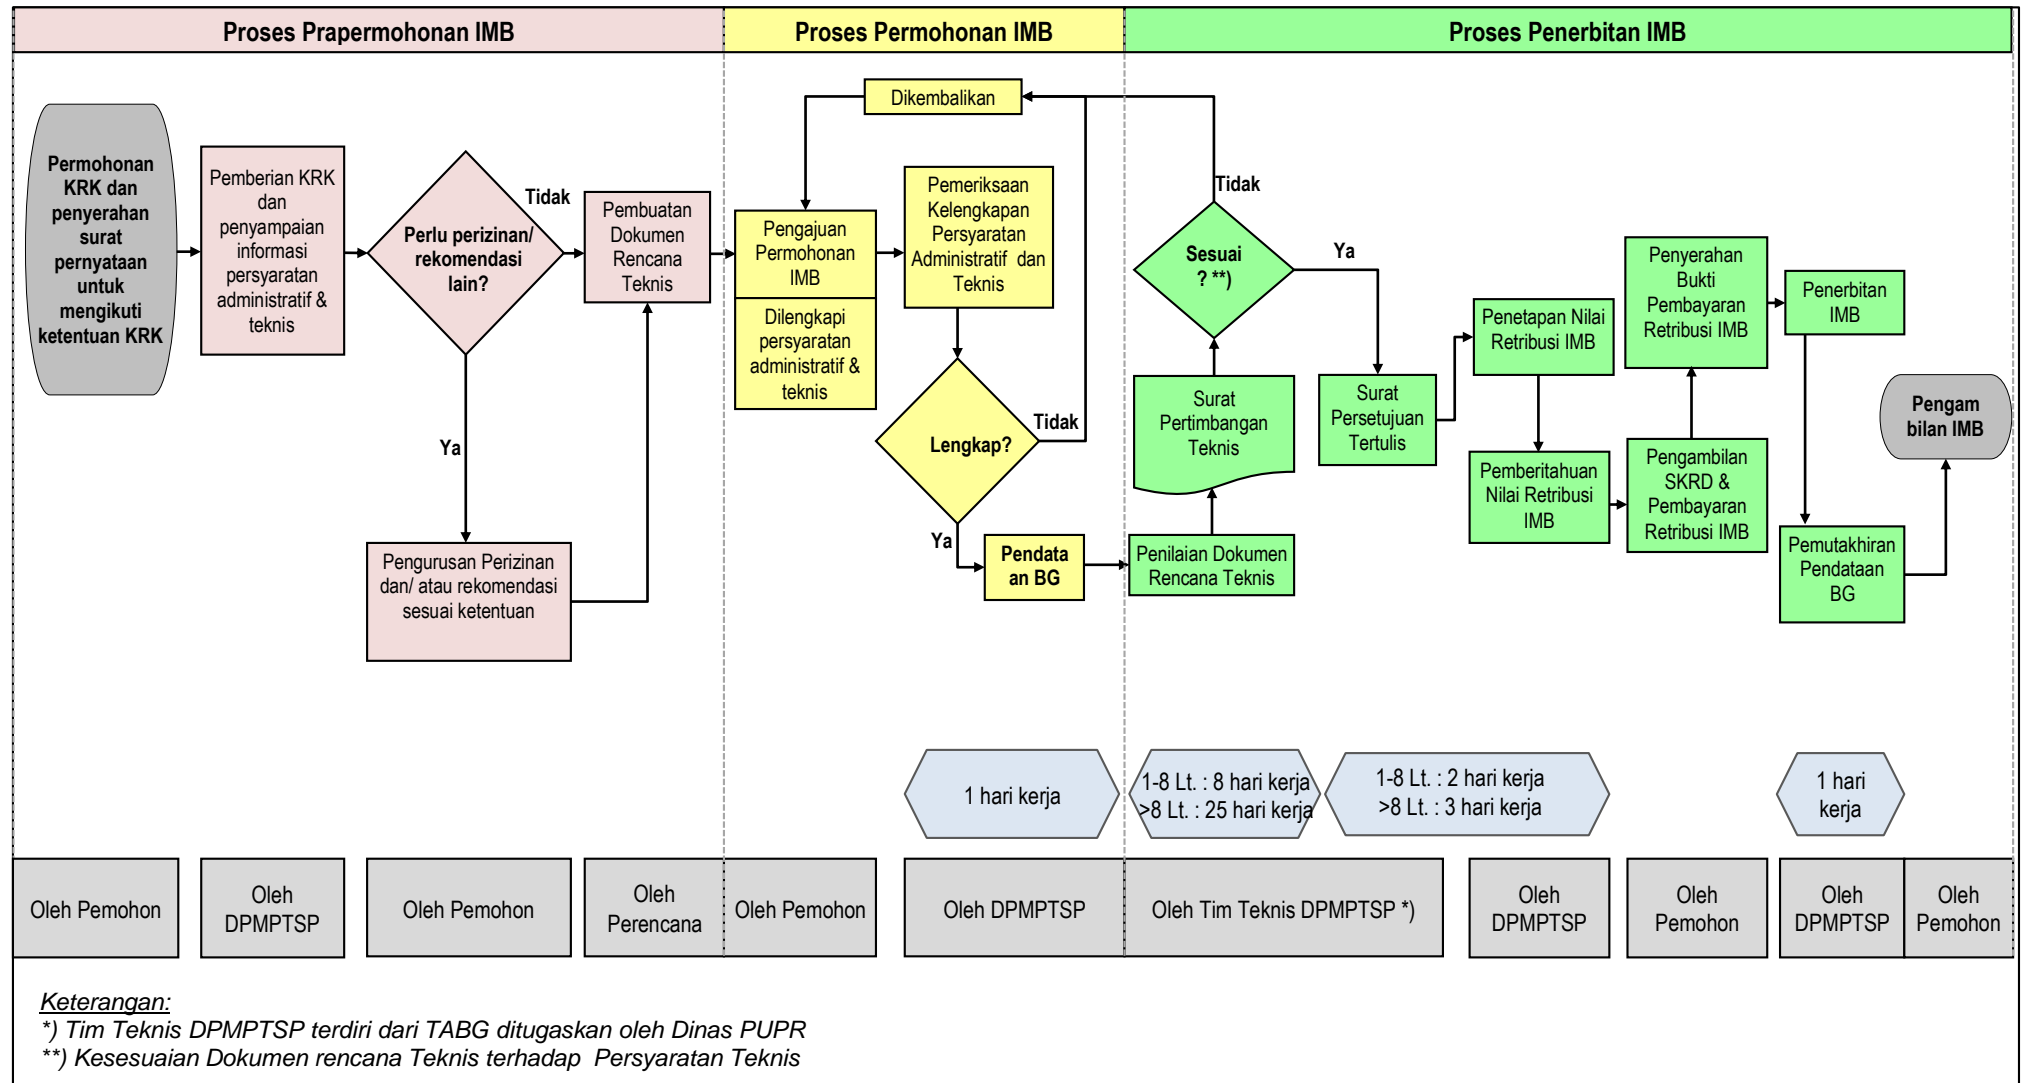 Proses Prapermohonan IMB
Proses Permohonan IMB
Proses Penerbitan IMB
Permohonan
KRK dan
penyerahan
surat
pernyataan
untuk
mengikuti
ketentuan KRK
Pemberian KRK
dan
penyampaian
informasi
persyaratan
administratif &
teknis
Perlu perizinan/
rekomendasi
lain?
Tidak
Ya
Pengurusan Perizinan
dan/ atau rekomendasi
sesuai ketentuan
Pembuatan
Dokumen
Rencana
Teknis
Dikembalikan
Pengajuan
Permohonan
IMB
Dilengkapi
persyaratan
administratif &
teknis
Pemeriksaan
Kelengkapan
Persyaratan
Administratif dan
Teknis
Lengkap?
Tidak
Ya
Pendata
an BG
Penilaian Dokumen
Rencana Teknis
Surat
Pertimbangan
Teknis
Sesuai
? **)
Tidak
Ya
Surat
Persetujuan
Tertulis
Penetapan Nilai
Retribusi IMB
Pemberitahuan
Nilai Retribusi
IMB
Pengambilan
SKRD &
Pembayaran
Retribusi IMB
Penyerahan
Bukti
Pembayaran
Retribusi IMB
Penerbitan
IMB
Pemutakhiran
Pendataan
BG
Pengam
bilan IMB
1 hari kerja
1-8 Lt. : 8 hari kerja
>8 Lt. : 25 hari kerja
1-8 Lt. : 2 hari kerja
>8 Lt. : 3 hari kerja
1 hari
kerja
Oleh Pemohon
Oleh
DPMPTSP
Oleh Pemohon
Oleh
Perencana
Oleh Pemohon
Oleh DPMPTSP
Oleh Tim Teknis DPMPTSP *)
Oleh
DPMPTSP
Oleh
Pemohon
Oleh
DPMPTSP
Oleh
Pemohon
Keterangan:
*) Tim Teknis DPMPTSP terdiri dari TABG ditugaskan oleh Dinas PUPR
**) Kesesuaian Dokumen rencana Teknis terhadap Persyaratan Teknis